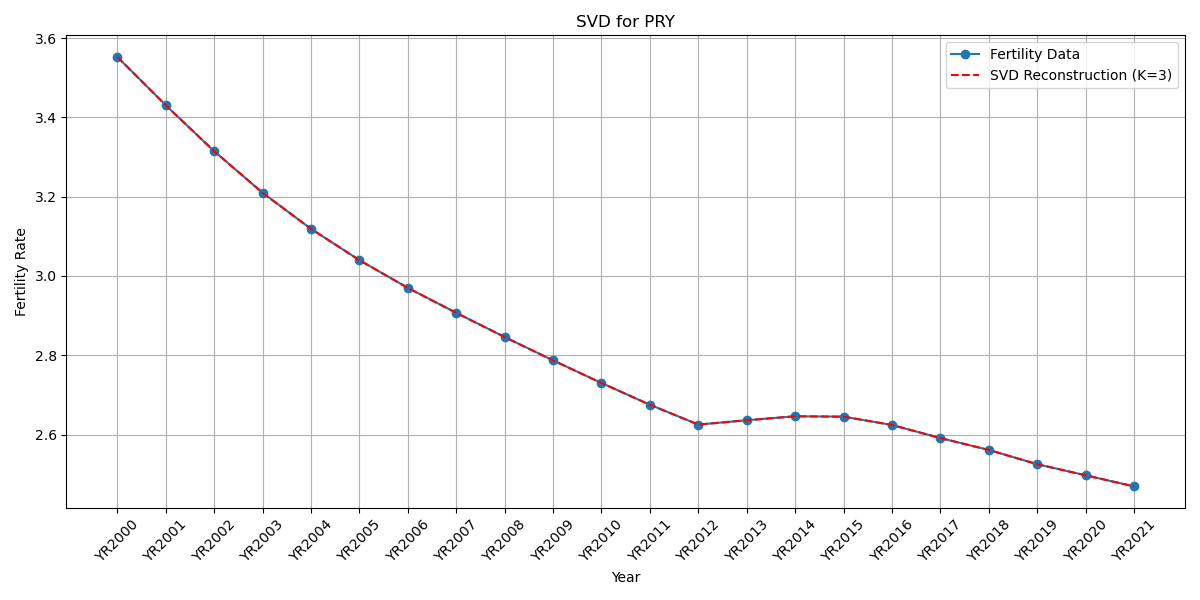 SVD for PRY
Fertility Data
SVD Reconstruction (K=3)
3.6
3.4
3.2
3.0
2.8
2.6
Fertility Rate
YR2000
YR2001
YR2002
YR2003
YR2004
YR2005
YR2006
YR2007
YR2008
YR2009
YR2010
YR2011
YR2012
YR2013
YR2014
YR2015
YR2016
YR2017
YR2018
YR2019
YR2020
YR2021
Year